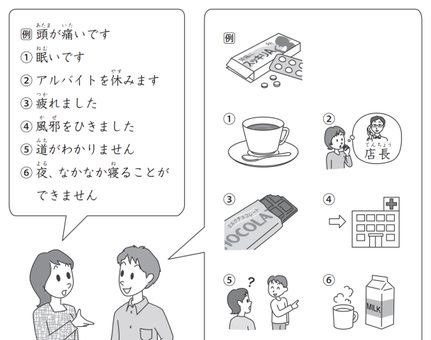 例 頭が痛いです
① 眠いです
② アルバイトを休みます
③ 疲れました
④ 風邪をひきました
⑤ 道がわかりません
⑥ 夜、なかなか寝ることが
できません
例
①
②
店長
③
CHOCOLA
④
⑤
?
⑥
MILK